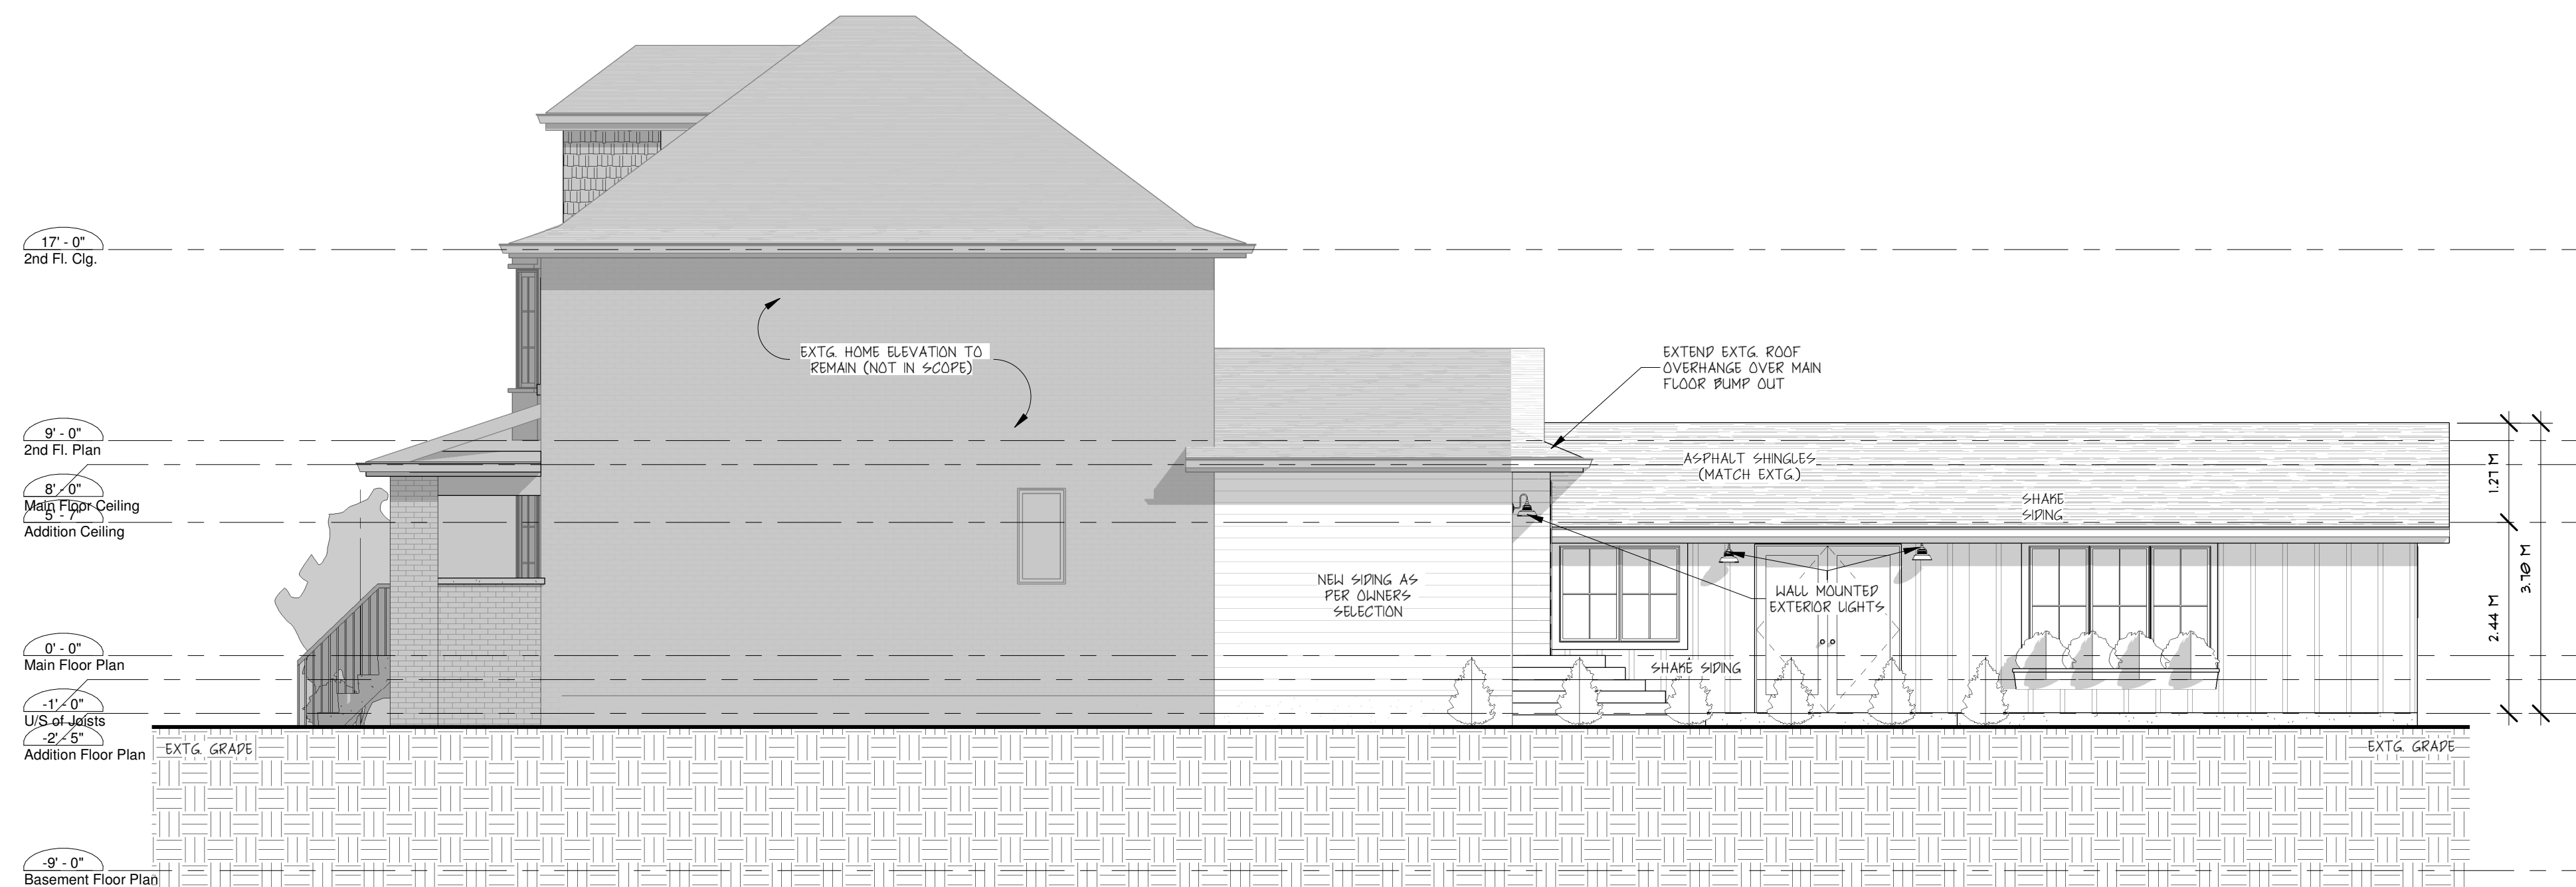 17' - 0"
2nd Fl. Clg.
9' - 0"
2nd Fl. Plan
8' - 0"
Main Floor Ceiling
5' - 7"
Addition Ceiling
0' - 0"
Main Floor Plan
-1' - 0"
U/S of Joists
-2' - 5"
Addition Floor Plan
-9' - 0"
Basement Floor Plan
EXTG. HOME ELEVATION TO
REMAIN (NOT IN SCOPE)
EXTEND EXTG. ROOF
OVERHANGE OVER MAIN
FLOOR BUMP OUT
ASPHALT SHINGLES
(MATCH EXTG.)
SHAKE
SIDING
NEW SIDING AS
PER OWNERS
SELECTION
WALL MOUNTED
EXTERIOR LIGHTS
SHAKE SIDING
1.27 M
2.44 M
3.70 M
EXTG. GRADE
EXTG. GRADE